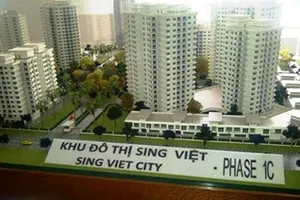 KHU ĐÔ THỊ SING VIỆT
SING VIET CITY - PHASE 1C